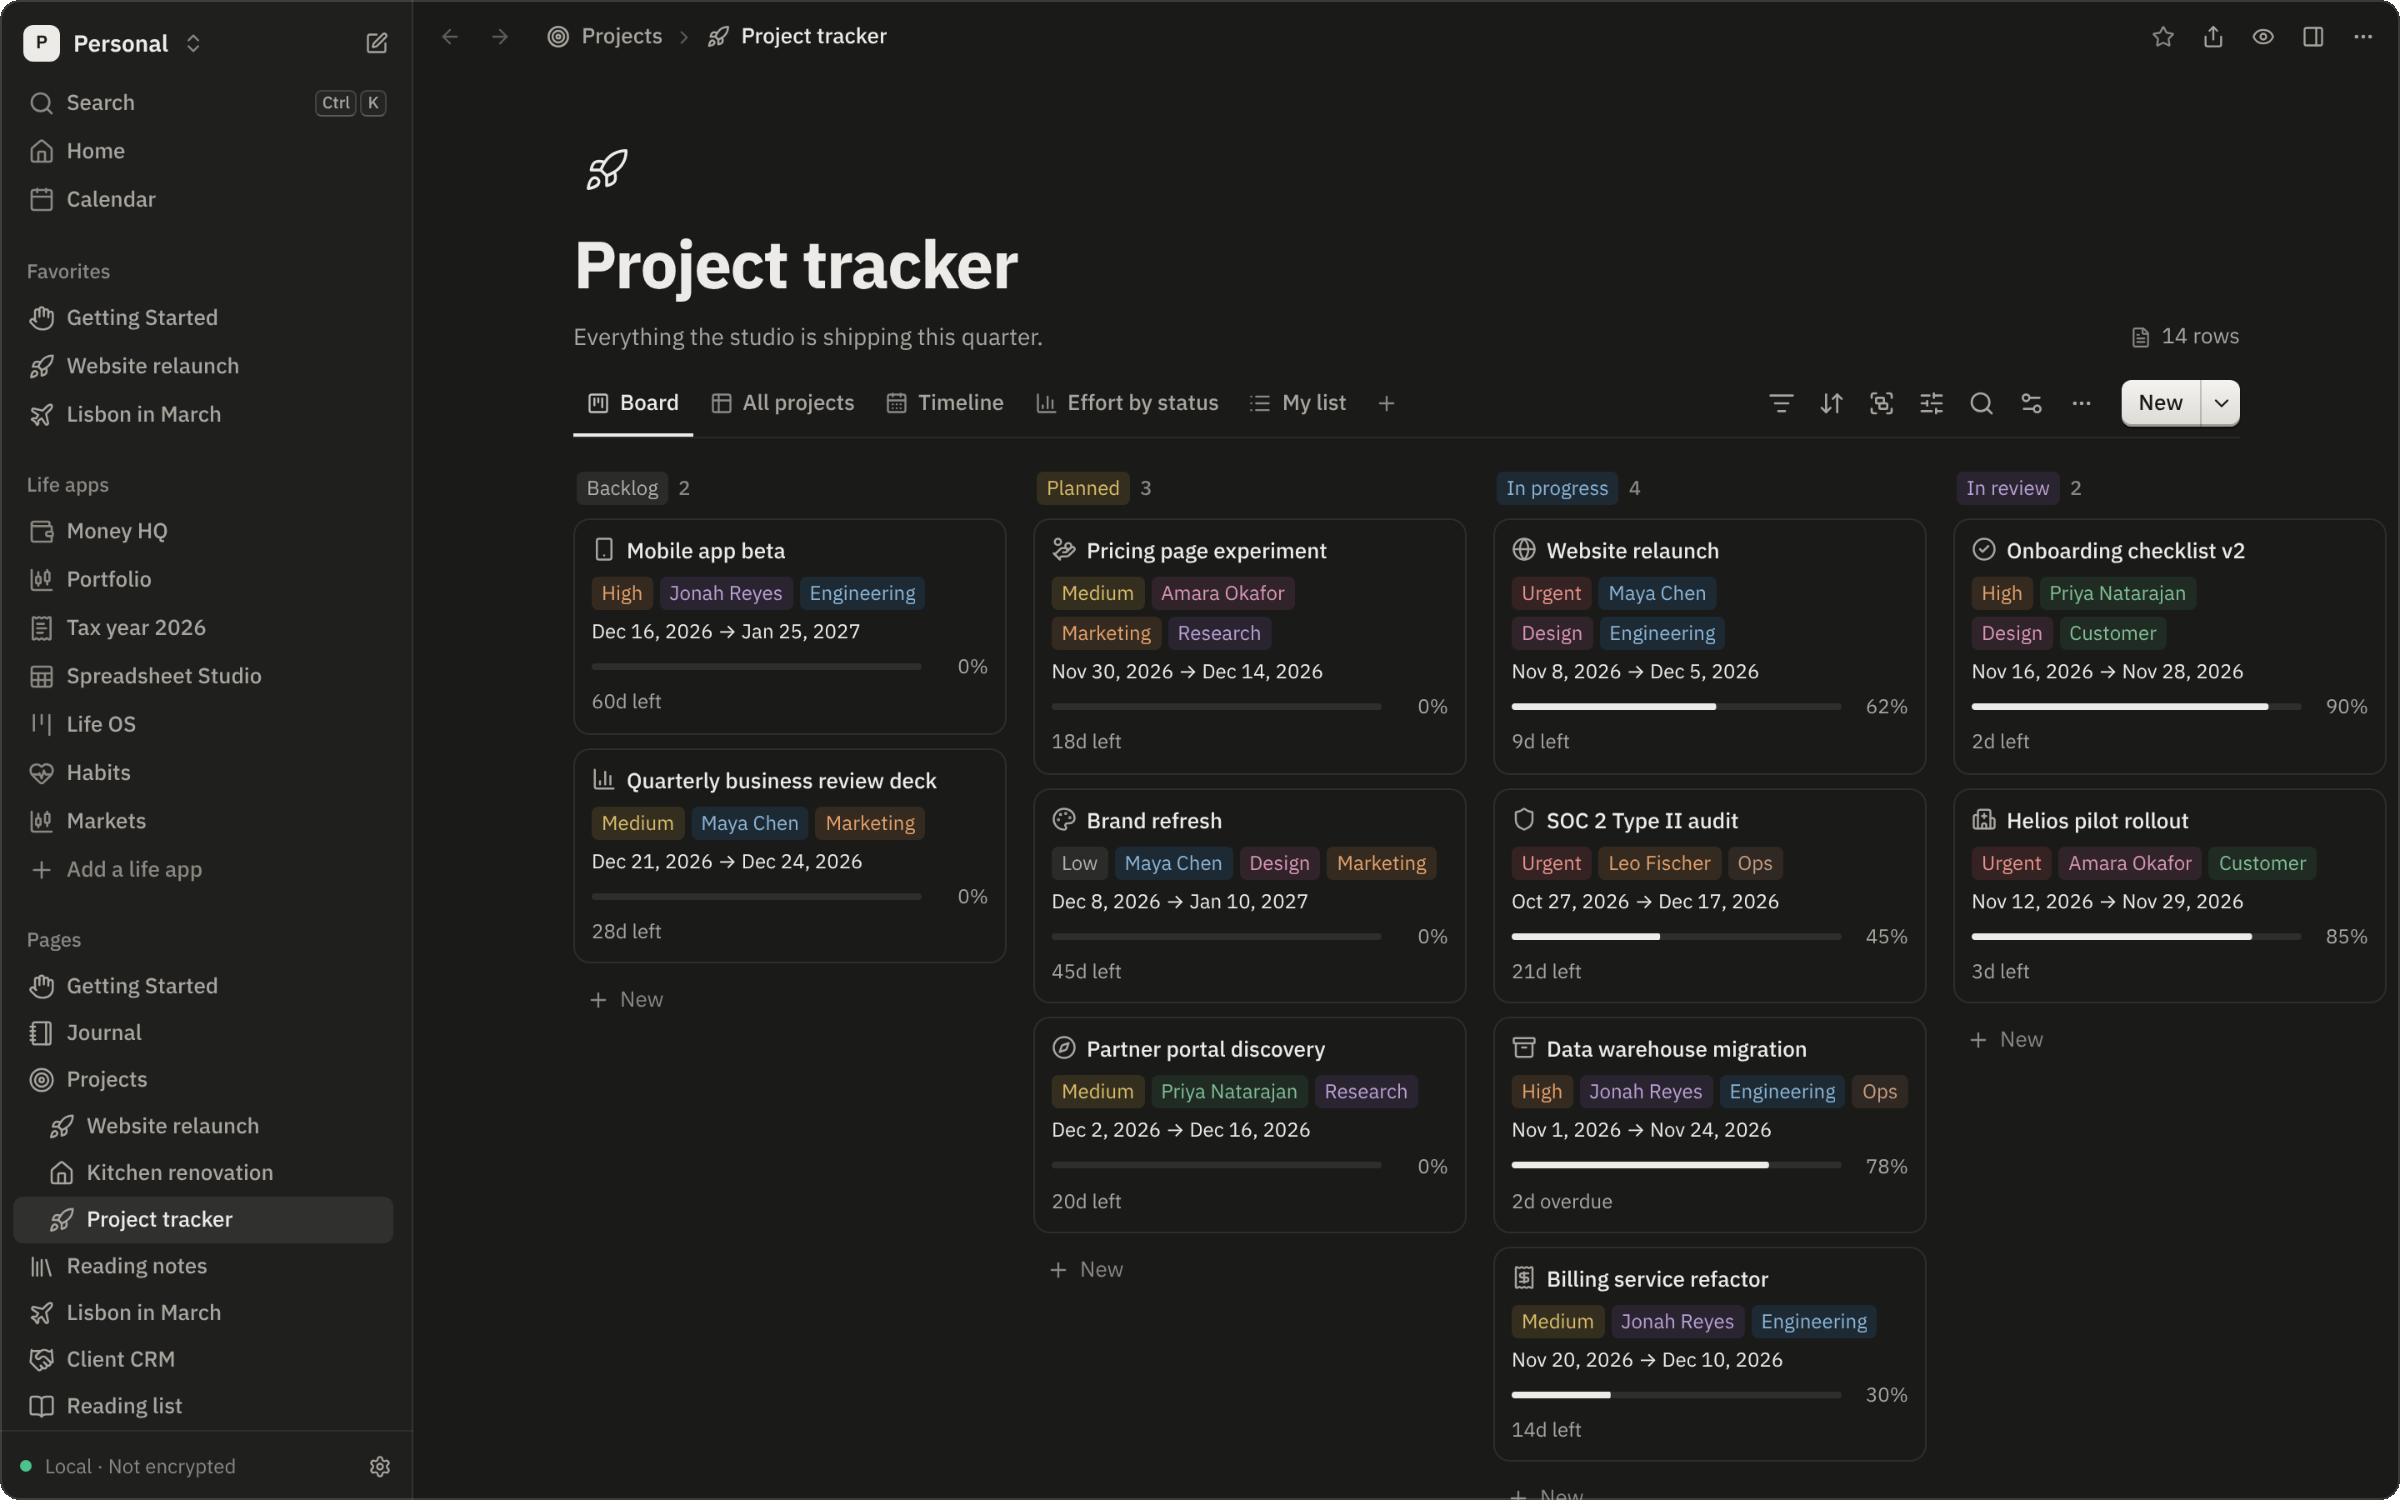 P Personal
Search Ctrl K
Home
Calendar
Favorites
Getting Started
Website relaunch
Lisbon in March
Life apps
Money HQ
Portfolio
Tax year 2026
Spreadsheet Studio
Life OS
Habits
Markets
Add a life app
Pages
Getting Started
Journal
Projects
Website relaunch
Kitchen renovation
Project tracker
Reading notes
Lisbon in March
Client CRM
Reading list
Local · Not encrypted
Projects > Project tracker
Project tracker
Everything the studio is shipping this quarter.
14 rows
Board All projects Timeline Effort by status My list +
New
Backlog 2
Mobile app beta
High Jonah Reyes Engineering
Dec 16, 2026 → Jan 25, 2027
0%
60d left
Quarterly business review deck
Medium Maya Chen Marketing
Dec 21, 2026 → Dec 24, 2026
0%
28d left
+ New
Planned 3
Pricing page experiment
Medium Amara Okafor
Marketing Research
Nov 30, 2026 → Dec 14, 2026
0%
18d left
Brand refresh
Low Maya Chen Design Marketing
Dec 8, 2026 → Jan 10, 2027
0%
45d left
Partner portal discovery
Medium Priya Natarajan Research
Dec 2, 2026 → Dec 16, 2026
0%
20d left
+ New
In progress 4
Website relaunch
Urgent Maya Chen
Design Engineering
Nov 8, 2026 → Dec 5, 2026
62%
9d left
SOC 2 Type II audit
Urgent Leo Fischer Ops
Oct 27, 2026 → Dec 17, 2026
45%
21d left
Data warehouse migration
High Jonah Reyes Engineering Ops
Nov 1, 2026 → Nov 24, 2026
78%
2d overdue
Billing service refactor
Medium Jonah Reyes Engineering
Nov 20, 2026 → Dec 10, 2026
30%
14d left
+ New
In review 2
Onboarding checklist v2
High Priya Natarajan
Design Customer
Nov 16, 2026 → Nov 28, 2026
90%
2d left
Helios pilot rollout
Urgent Amara Okafor Customer
Nov 12, 2026 → Nov 29, 2026
85%
3d left
+ New